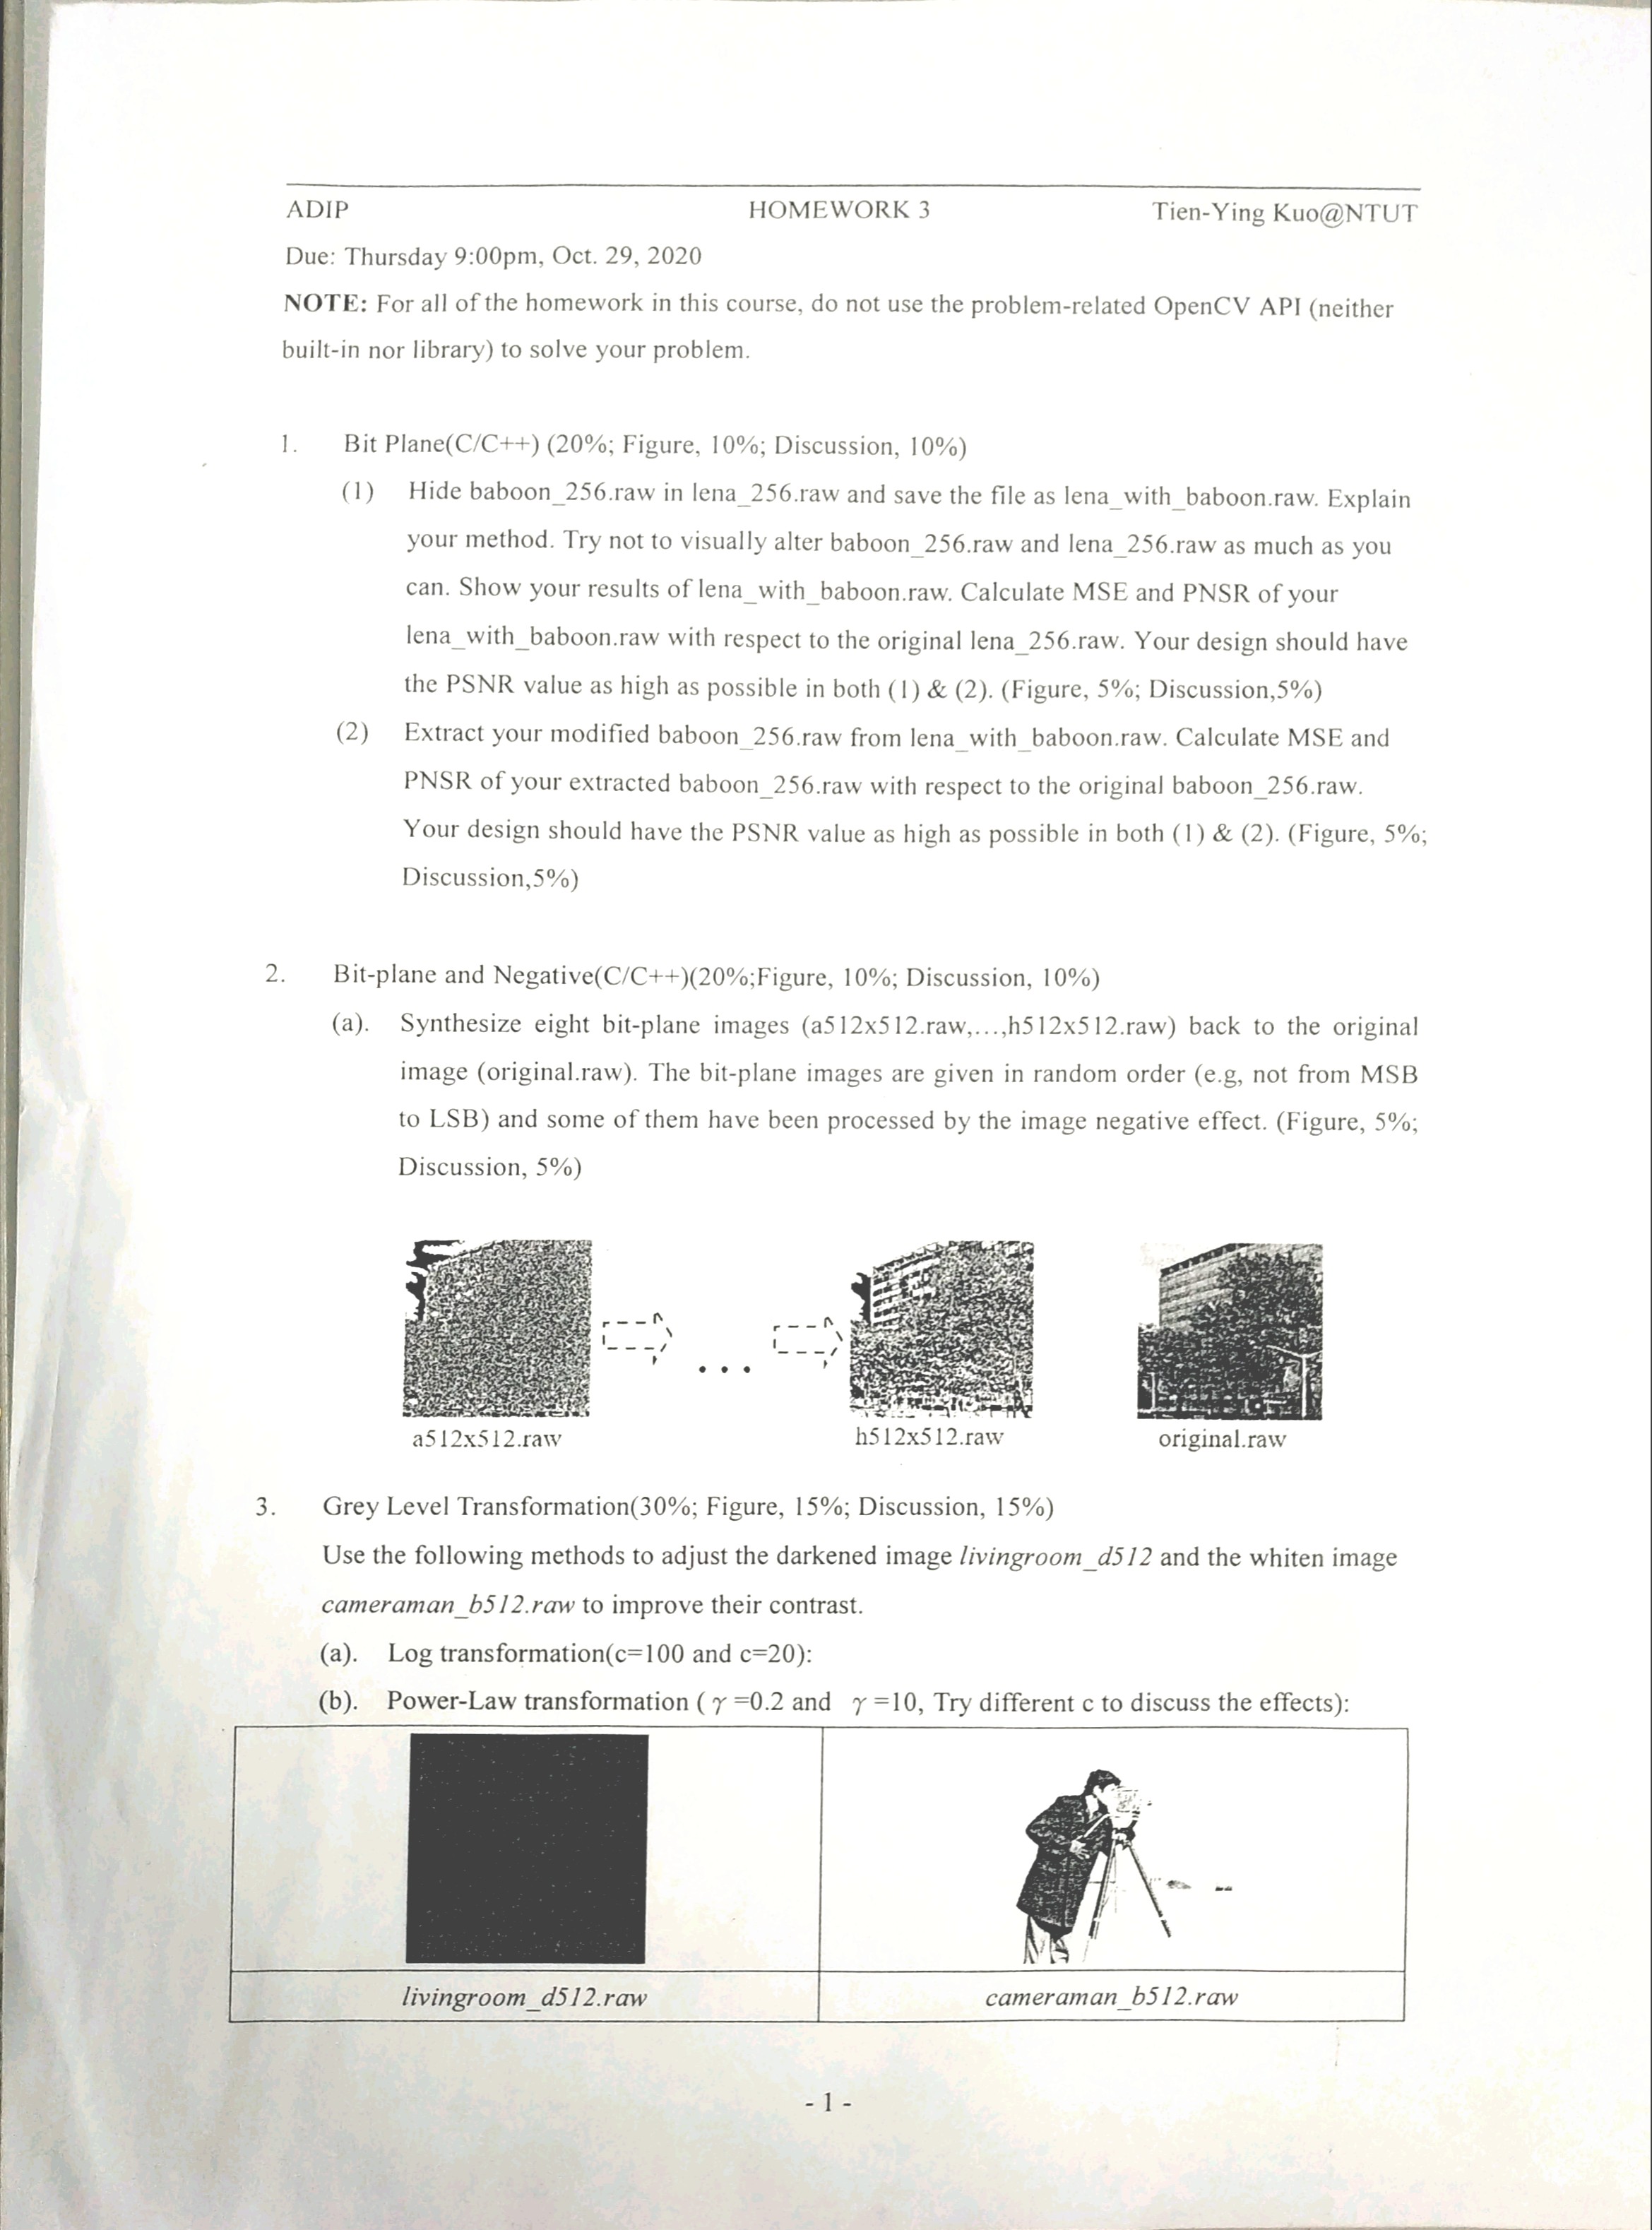 ADIP HOMEWORK 3 Tien-Ying Kuo@NTUT
Due: Thursday 9:00pm, Oct. 29, 2020
NOTE: For all of the homework in this course, do not use the problem-related OpenCV API (neither
built-in nor library) to solve your problem.
1. Bit Plane(C/C++) (20%; Figure, 10%; Discussion, 10%)
(1) Hide baboon_256.raw in lena_256.raw and save the file as lena_with_baboon.raw. Explain
your method. Try not to visually alter baboon_256.raw and lena_256.raw as much as you
can. Show your results of lena_with_baboon.raw. Calculate MSE and PNSR of your
lena_with_baboon.raw with respect to the original lena_256.raw. Your design should have
the PSNR value as high as possible in both (1) & (2). (Figure, 5%; Discussion,5%)
(2) Extract your modified baboon_256.raw from lena_with_baboon.raw. Calculate MSE and
PNSR of your extracted baboon_256.raw with respect to the original baboon_256.raw.
Your design should have the PSNR value as high as possible in both (1) & (2). (Figure, 5%;
Discussion,5%)
2. Bit-plane and Negative(C/C++)(20%;Figure, 10%; Discussion, 10%)
(a). Synthesize eight bit-plane images (a512x512.raw,...,h512x512.raw) back to the original
image (original.raw). The bit-plane images are given in random order (e.g, not from MSB
to LSB) and some of them have been processed by the image negative effect. (Figure, 5%;
Discussion, 5%)
...
a512x512.raw h512x512.raw original.raw
3. Grey Level Transformation(30%; Figure, 15%; Discussion, 15%)
Use the following methods to adjust the darkened image livingroom_d512 and the whiten image
cameraman_b512.raw to improve their contrast.
(a). Log transformation(c=100 and c=20):
(b). Power-Law transformation ( γ =0.2 and γ =10, Try different c to discuss the effects):
livingroom_d512.raw cameraman_b512.raw
- 1 -